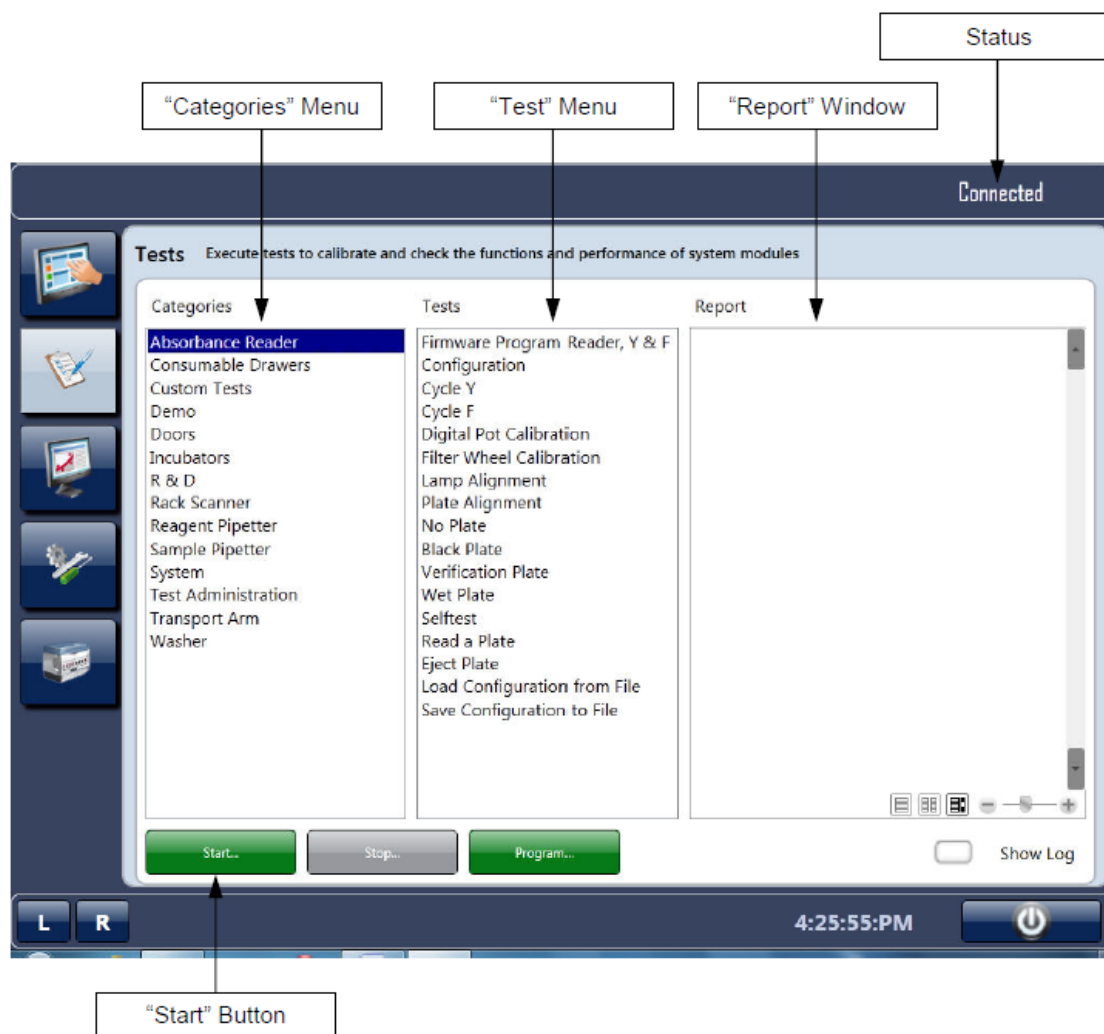 Status
“Categories” Menu
“Test” Menu
“Report” Window
Connected
Tests Execute tests to calibrate and check the functions and performance of system modules
Categories
Tests
Report
Absorbance Reader
Consumable Drawers
Custom Tests
Demo
Doors
Incubators
R & D
Rack Scanner
Reagent Pipetter
Sample Pipetter
System
Test Administration
Transport Arm
Washer
Firmware Program Reader, Y & F
Configuration
Cycle Y
Cycle F
Digital Pot Calibration
Filter Wheel Calibration
Lamp Alignment
Plate Alignment
No Plate
Black Plate
Verification Plate
Wet Plate
Selftest
Read a Plate
Eject Plate
Load Configuration from File
Save Configuration to File
Start...
Stop...
Program...
Show Log
L
R
4:25:55:PM
“Start” Button